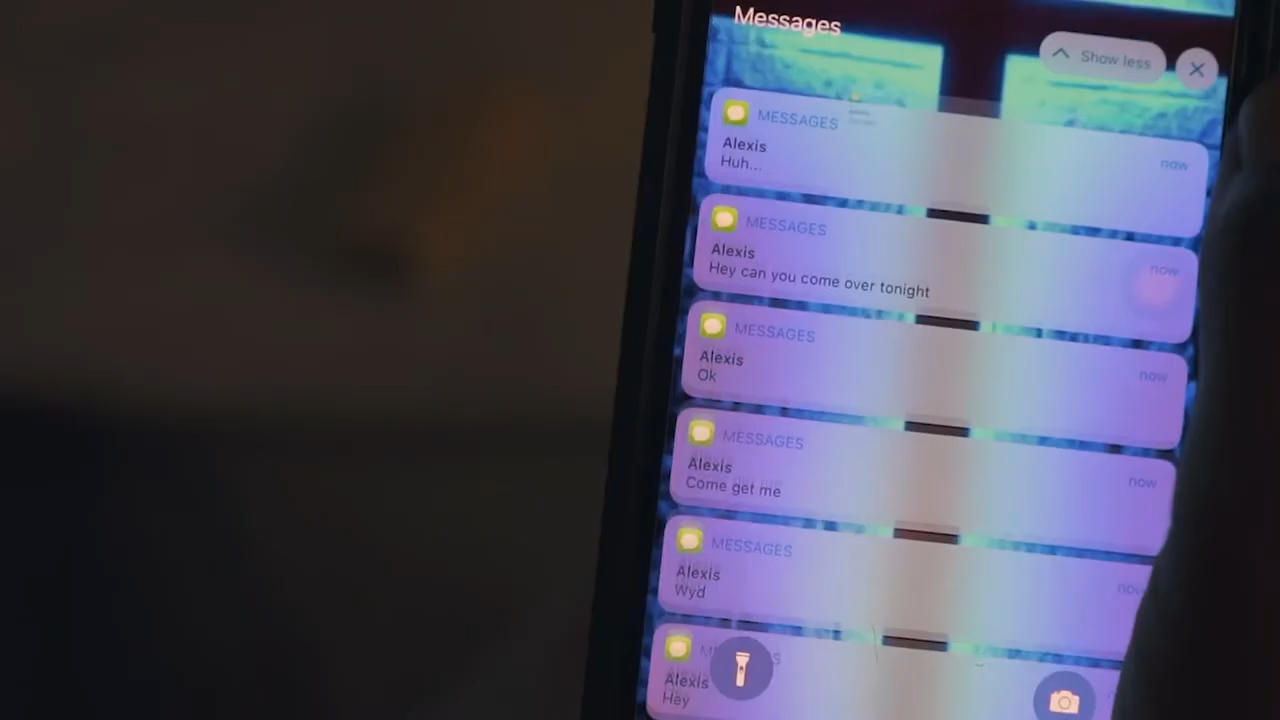 Messages
Show less
MESSAGES
now
Alexis
Huh...
MESSAGES
now
Alexis
Hey can you come over tonight
MESSAGES
now
Alexis
Ok
MESSAGES
now
Alexis
Come get me
MESSAGES
now
Alexis
Wyd
Alexis
Hey